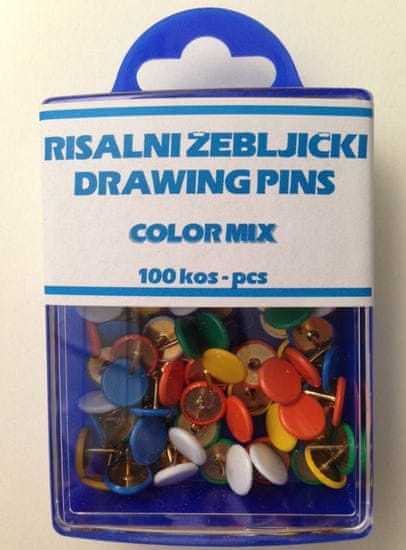 RISALNI ŽEBLJIČKI
DRAWING PINS
COLOR MIX
100 kos - pcs